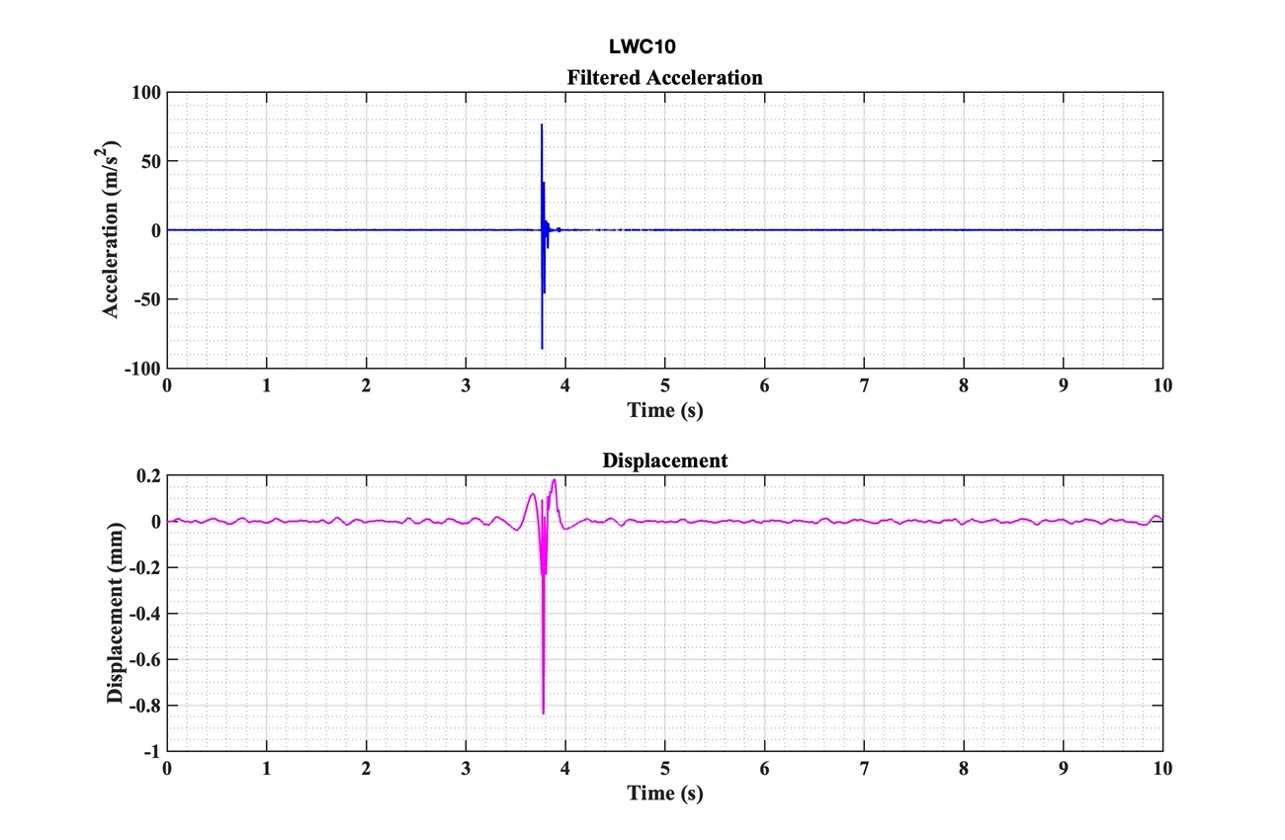 LWC10
Filtered Acceleration
100
50
0
-50
-100
Acceleration (m/s²)
0 1 2 3 4 5 6 7 8 9 10
Time (s)
Displacement
0.2
0
-0.2
-0.4
-0.6
-0.8
-1
Displacement (mm)
0 1 2 3 4 5 6 7 8 9 10
Time (s)